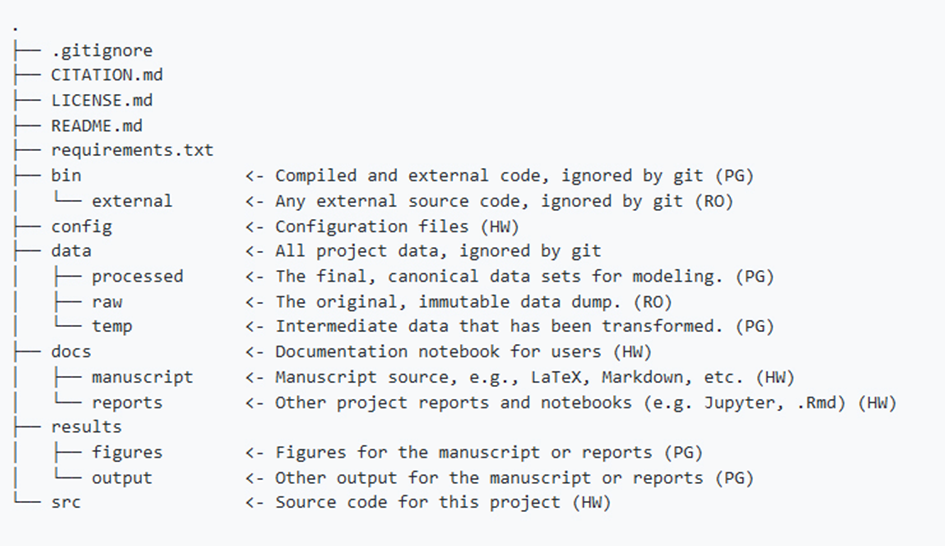 .
├── .gitignore
├── CITATION.md
├── LICENSE.md
├── README.md
├── requirements.txt
├── bin                <- Compiled and external code, ignored by git (PG)
│   └── external       <- Any external source code, ignored by git (RO)
├── config             <- Configuration files (HW)
├── data               <- All project data, ignored by git
│   ├── processed      <- The final, canonical data sets for modeling. (PG)
│   ├── raw            <- The original, immutable data dump. (RO)
│   └── temp           <- Intermediate data that has been transformed. (PG)
├── docs               <- Documentation notebook for users (HW)
│   ├── manuscript     <- Manuscript source, e.g., LaTeX, Markdown, etc. (HW)
│   └── reports        <- Other project reports and notebooks (e.g. Jupyter, .Rmd) (HW)
├── results
│   ├── figures        <- Figures for the manuscript or reports (PG)
│   └── output         <- Other output for the manuscript or reports (PG)
└── src                <- Source code for this project (HW)